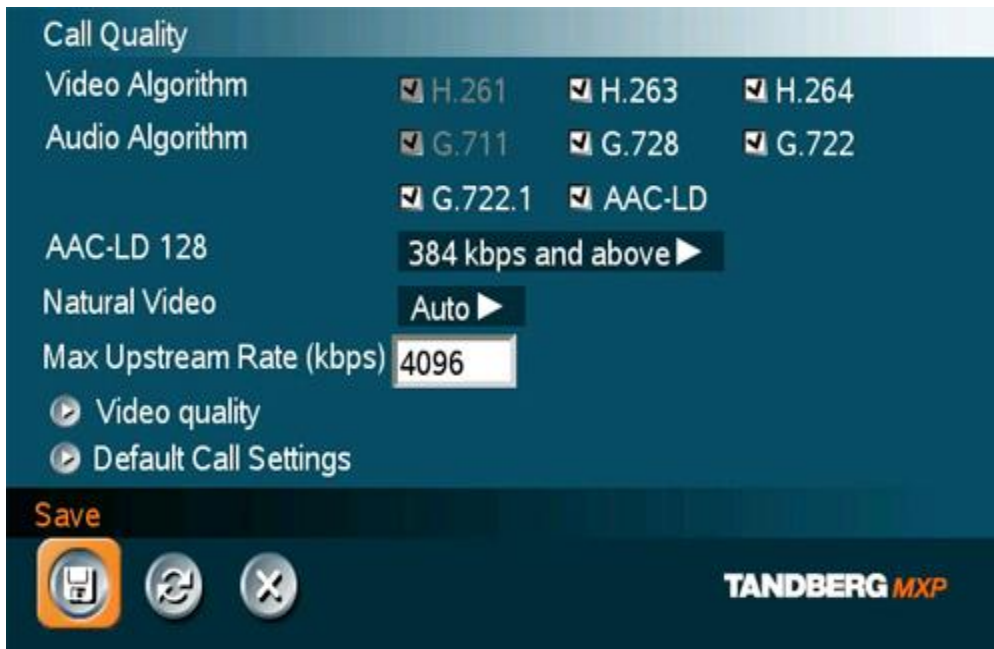 Call Quality
Video Algorithm H.261 H.263 H.264
Audio Algorithm G.711 G.728 G.722
G.722.1 AAC-LD
AAC-LD 128 384 kbps and above
Natural Video Auto
Max Upstream Rate (kbps) 4096
Video quality
Default Call Settings
Save
TANDBERG MXP